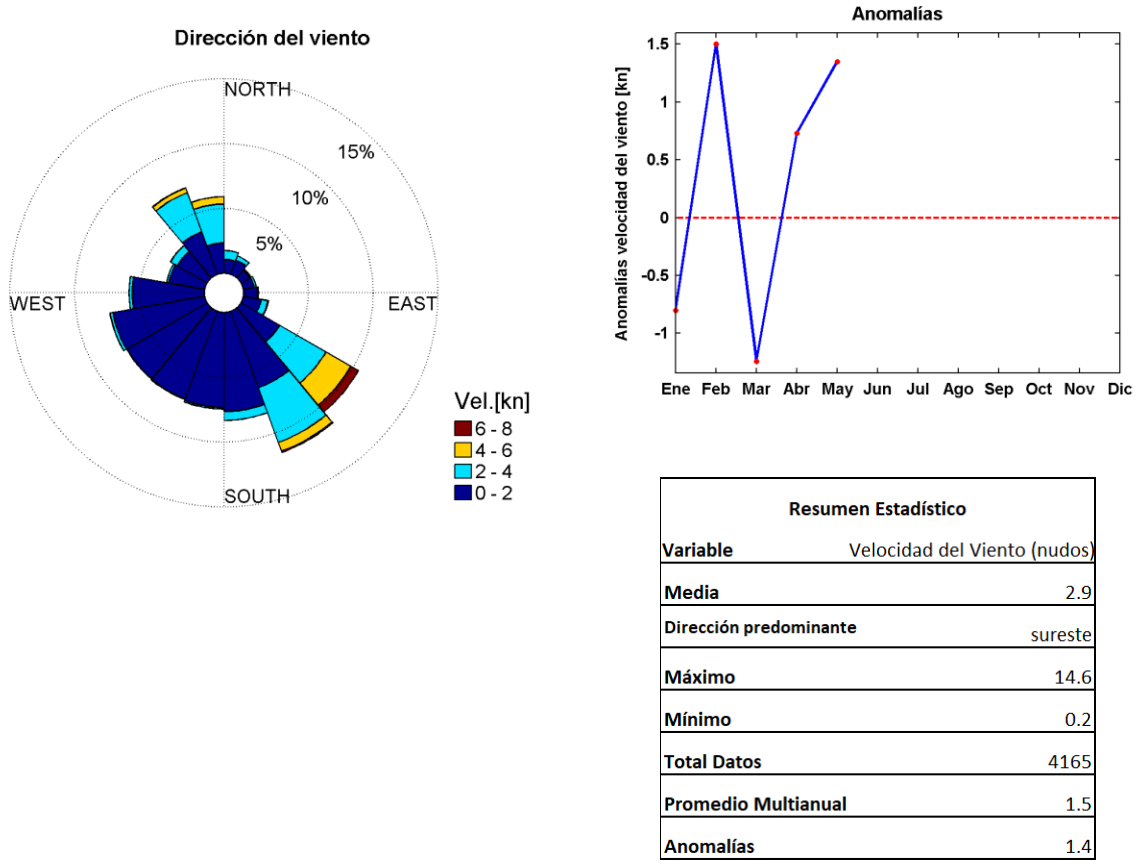 Dirección del viento
NORTH
15%
10%
5%
WEST
EAST
SOUTH
Vel.[kn]
6 - 8
4 - 6
2 - 4
0 - 2
Anomalías
Anomalías velocidad del viento [kn]
1.5
1
0.5
0
-0.5
-1
Ene Feb Mar Abr May Jun Jul Ago Sep Oct Nov Dic
Resumen Estadístico
Variable Velocidad del Viento (nudos)
Media 2.9
Dirección predominante sureste
Máximo 14.6
Mínimo 0.2
Total Datos 4165
Promedio Multianual 1.5
Anomalías 1.4